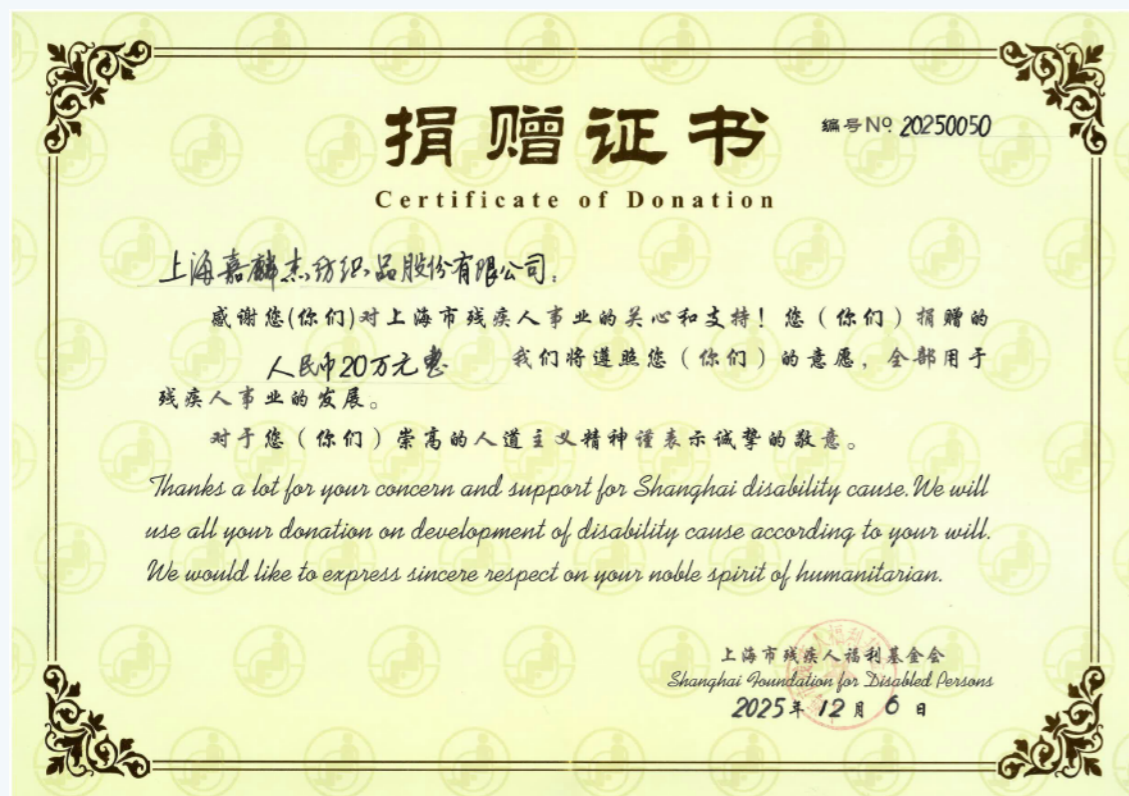 捐赠证书
编号No. 20250050
Certificate of Donation
上海嘉麟杰纺织品股份有限公司:
感谢您(你们)对上海市残疾人事业的关心和支持!您(你们)捐赠的
人民币20万元整 我们将遵照您(你们)的意愿,全部用于
残疾人事业的发展。
对于您(你们)崇高的人道主义精神谨表示诚挚的敬意。
Thanks a lot for your concern and support for Shanghai disability cause. We will
use all your donation on development of disability cause according to your will.
We would like to express sincere respect on your noble spirit of humanitarian.
上海市残疾人福利基金会
Shanghai Foundation for Disabled Persons
2025年12月6日